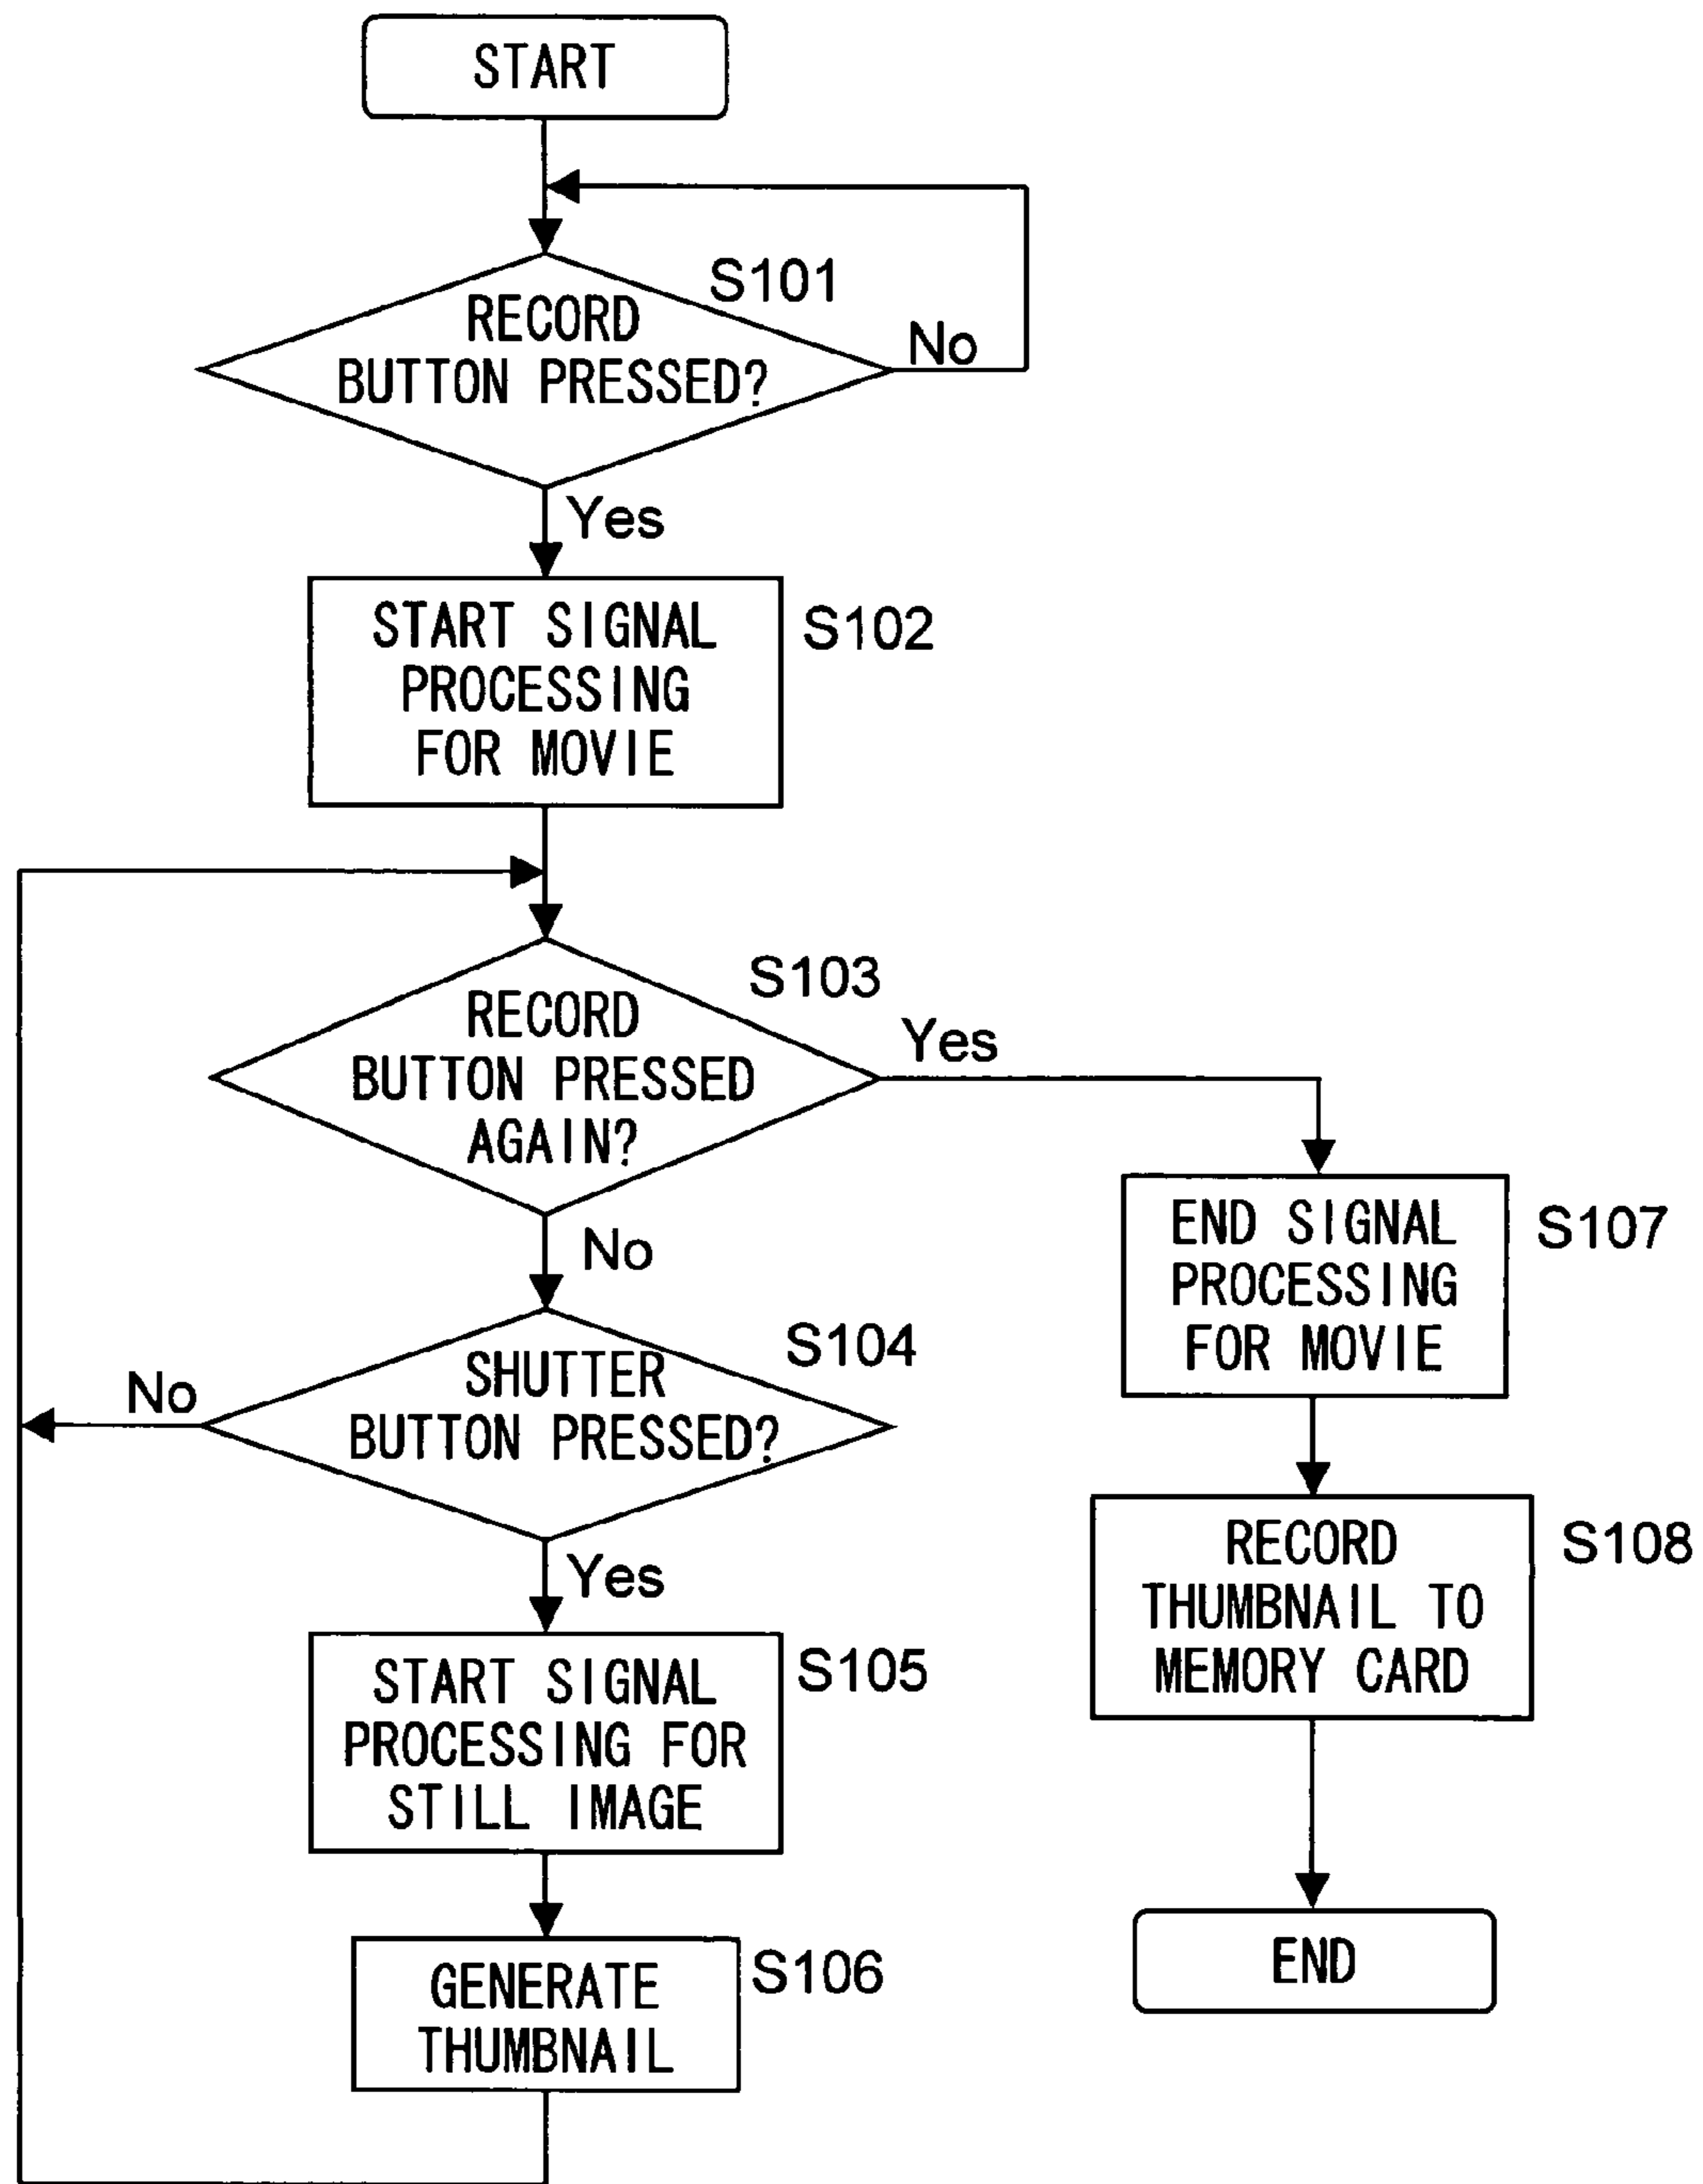 START
S101
RECORD
BUTTON PRESSED?
No
Yes
START SIGNAL
PROCESSING
FOR MOVIE
S102
S103
RECORD
BUTTON PRESSED
AGAIN?
Yes
No
S104
SHUTTER
BUTTON PRESSED?
No
Yes
START SIGNAL
PROCESSING FOR
STILL IMAGE
S105
GENERATE
THUMBNAIL
S106
END SIGNAL
PROCESSING
FOR MOVIE
S107
RECORD
THUMBNAIL TO
MEMORY CARD
S108
END